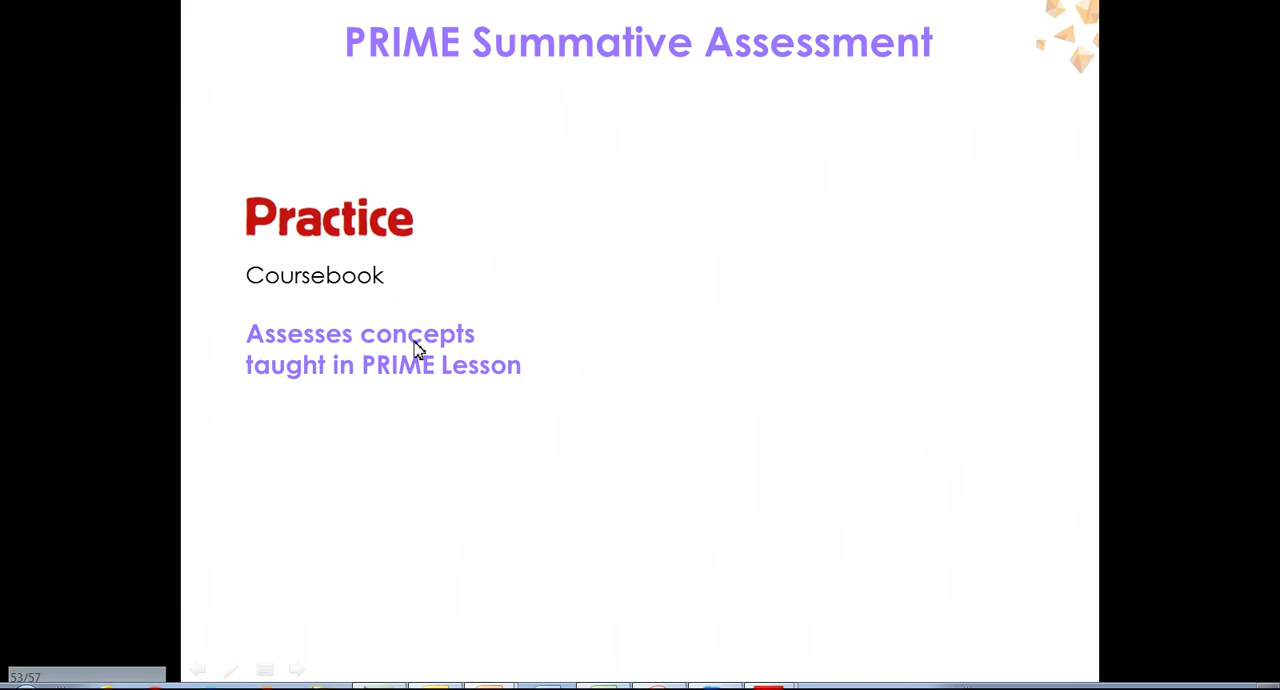 PRIME Summative Assessment
Practice
Coursebook
Assesses concepts
taught in PRIME Lesson
53/57